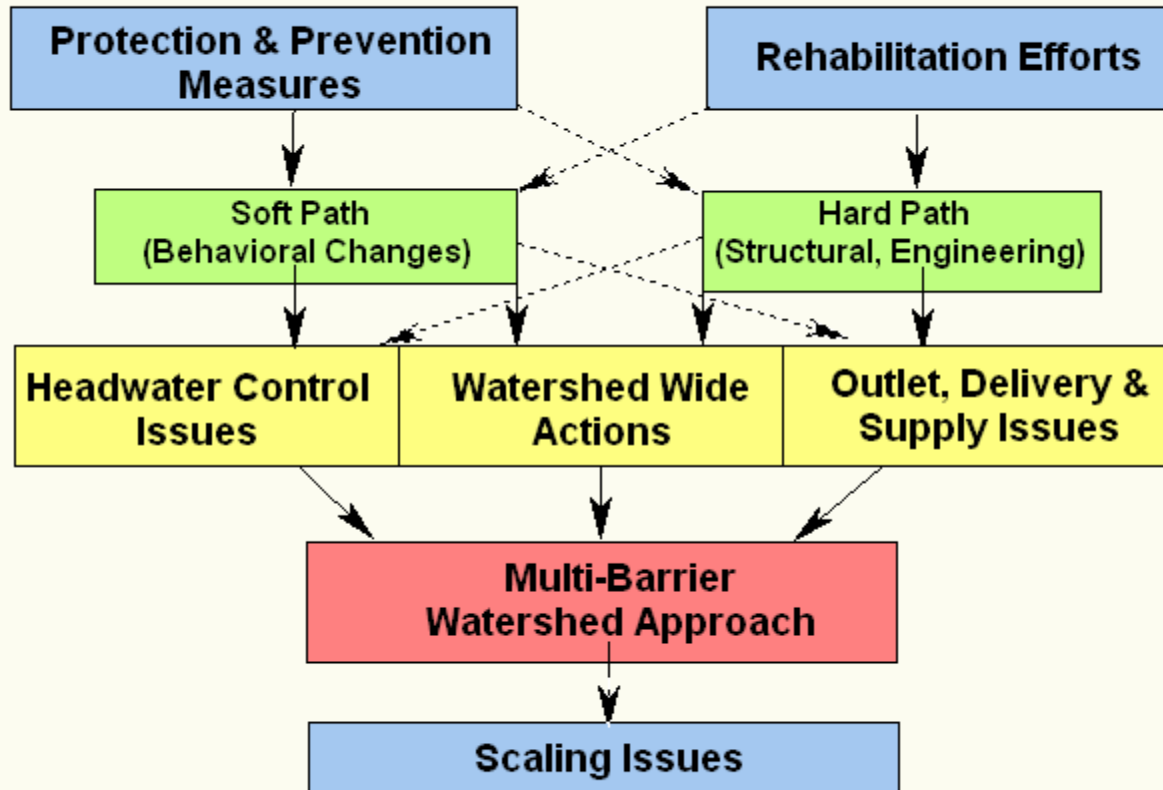 Protection & Prevention
Measures
Rehabilitation Efforts
Soft Path
(Behavioral Changes)
Hard Path
(Structural, Engineering)
Headwater Control
Issues
Watershed Wide
Actions
Outlet, Delivery &
Supply Issues
Multi-Barrier
Watershed Approach
Scaling Issues